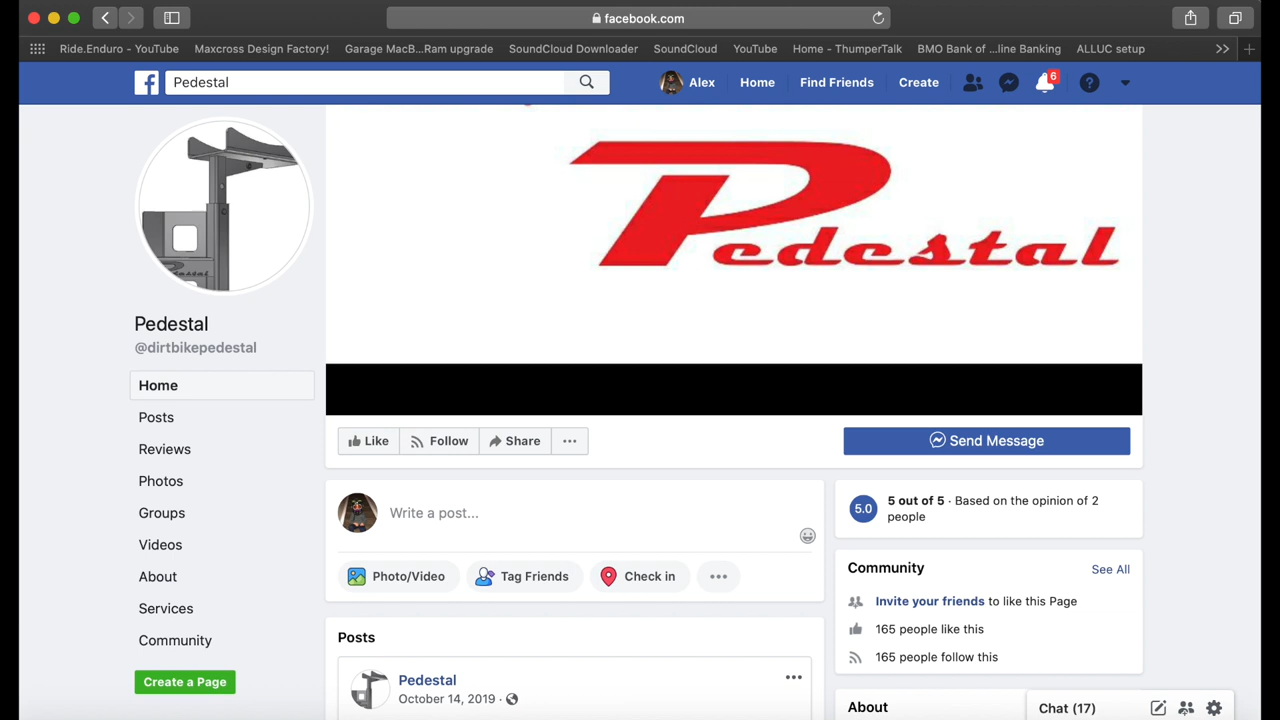 facebook.com
Ride.Enduro - YouTube Maxcross Design Factory! Garage MacB...Ram upgrade SoundCloud Downloader SoundCloud YouTube Home - ThumperTalk BMO Bank of ...line Banking ALLUC setup
Pedestal
Alex Home Find Friends Create 6
Pedestal
Pedestal
Pedestal
@dirtbikepedestal
Home
Posts
Reviews
Photos
Groups
Videos
About
Services
Community
Create a Page
Like Follow Share
Send Message
Write a post...
Photo/Video Tag Friends Check in
Posts
Pedestal
October 14, 2019 ·
5.0
5 out of 5 · Based on the opinion of 2
people
Community See All
Invite your friends to like this Page
165 people like this
165 people follow this
About
Chat (17)